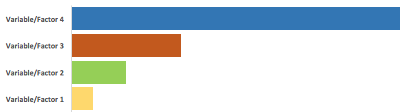 Variable/Factor 4
Variable/Factor 3
Variable/Factor 2
Variable/Factor 1